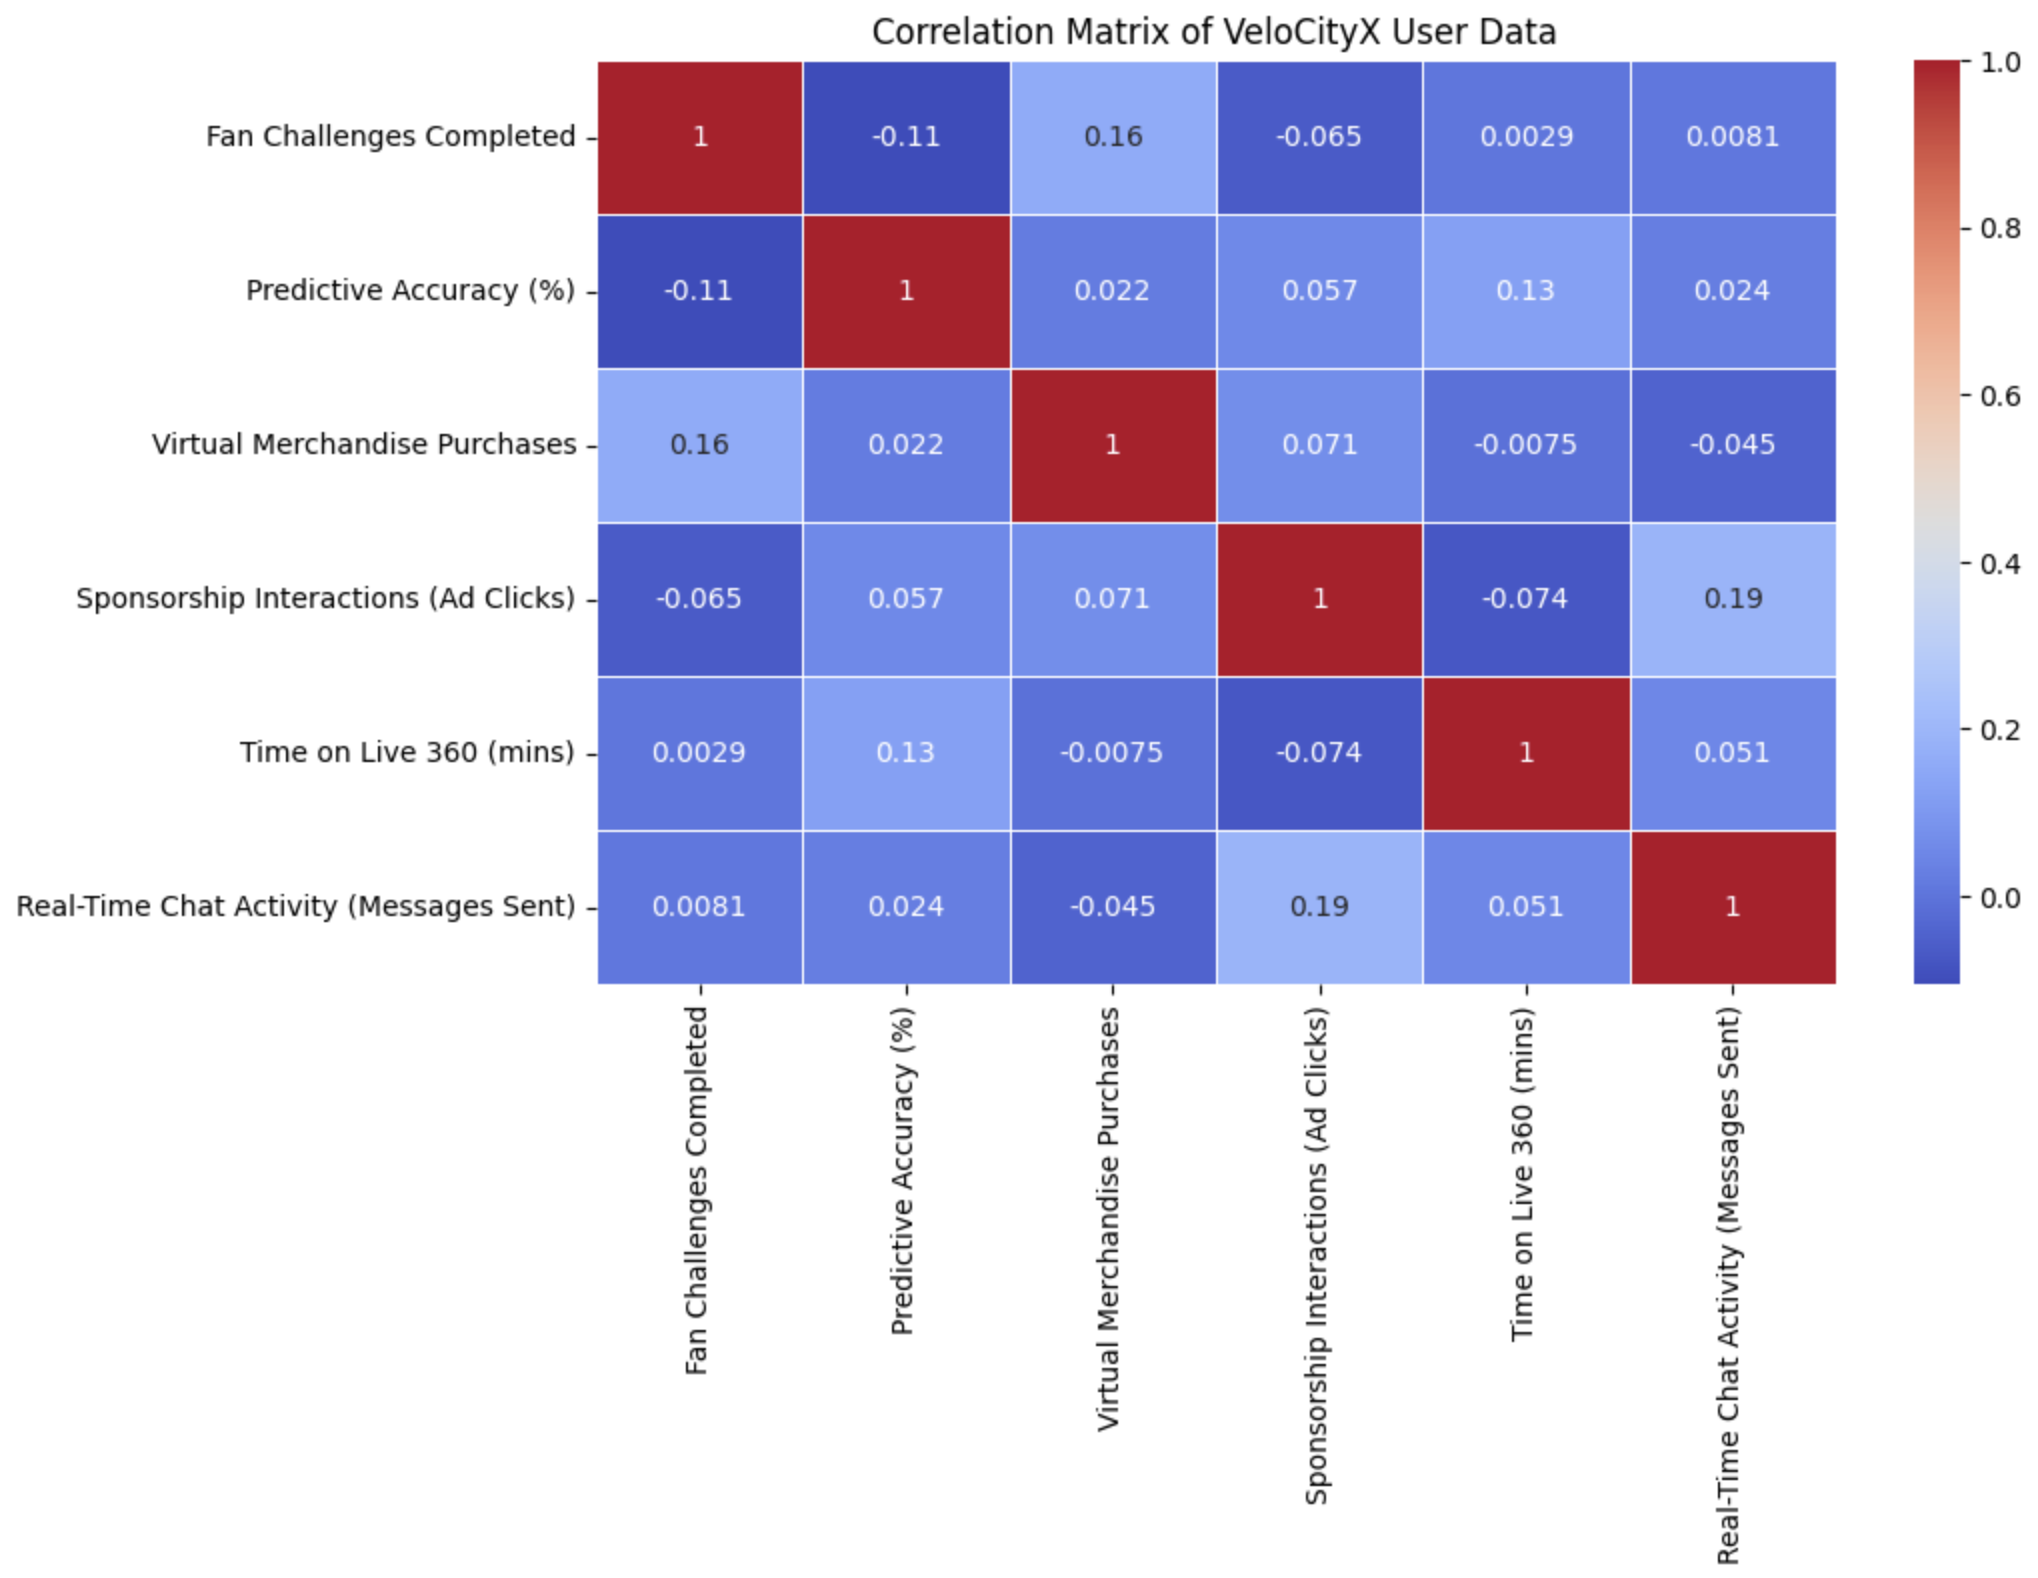 Correlation Matrix of VeloCityX User Data
Fan Challenges Completed 1 -0.11 0.16 -0.065 0.0029 0.0081
Predictive Accuracy (%) -0.11 1 0.022 0.057 0.13 0.024
Virtual Merchandise Purchases 0.16 0.022 1 0.071 -0.0075 -0.045
Sponsorship Interactions (Ad Clicks) -0.065 0.057 0.071 1 -0.074 0.19
Time on Live 360 (mins) 0.0029 0.13 -0.0075 -0.074 1 0.051
Real-Time Chat Activity (Messages Sent) 0.0081 0.024 -0.045 0.19 0.051 1
Fan Challenges Completed
Predictive Accuracy (%)
Virtual Merchandise Purchases
Sponsorship Interactions (Ad Clicks)
Time on Live 360 (mins)
Real-Time Chat Activity (Messages Sent)
1.0
0.8
0.6
0.4
0.2
0.0